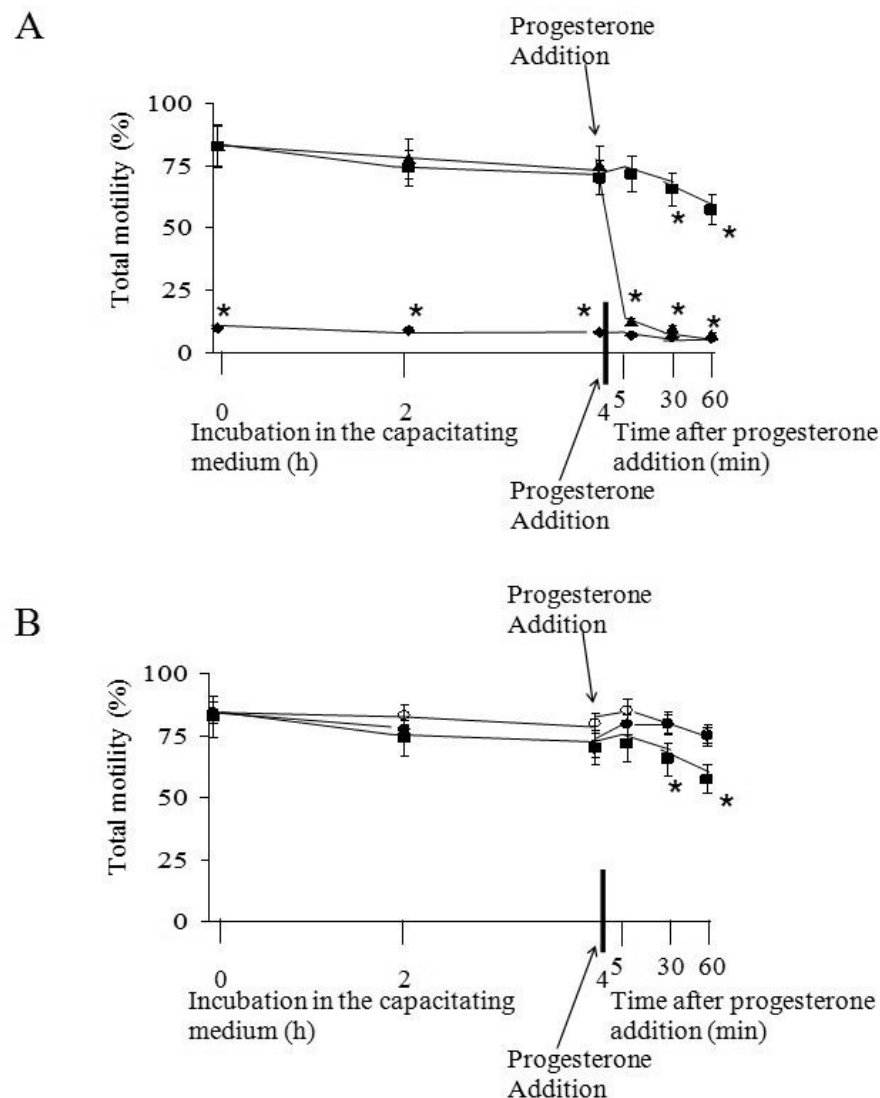 A
Progesterone
Addition
Total motility (%)
100
75
50
25
0
*
*
*
*
*
*
*
*
0
2
4
5
30
60
Incubation in the capacitating
medium (h)
Time after progesterone
addition (min)
Progesterone
Addition
B
Progesterone
Addition
Total motility (%)
100
75
50
25
0
*
*
0
2
4
5
30
60
Incubation in the capacitating
medium (h)
Time after progesterone
addition (min)
Progesterone
Addition